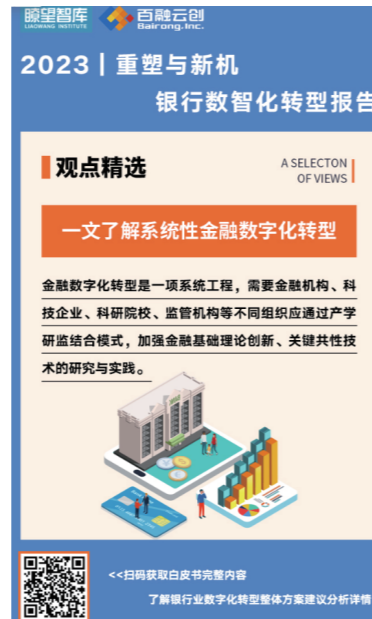 瞭望智库 百融云创
LIAOWANG INSTITUTE Bairong.Inc.
2023｜重塑与新机
银行数智化转型报告
观点精选
A SELECTON
OF VIEWS
一文了解系统性金融数字化转型
金融数字化转型是一项系统工程，需要金融机构、科
技企业、科研院校、监管机构等不同组织应通过产学
研监结合模式，加强金融基础理论创新、关键共性技
术的研究与实践。
<<扫码获取白皮书完整内容
了解银行业数字化转型整体方案建议分析详情